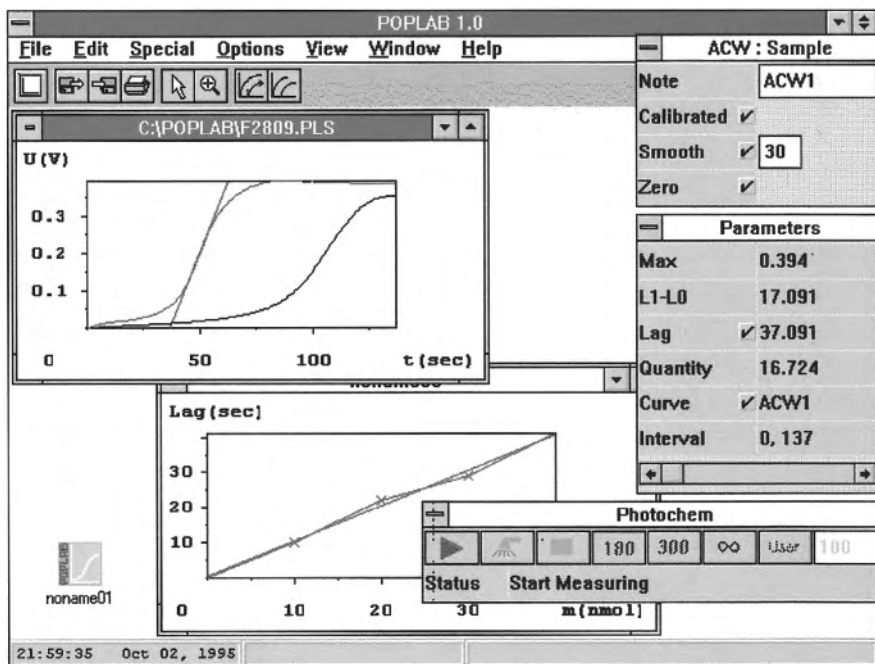 POPLAB 1.0
File Edit Special Options View Window Help
C:\POPLAB\F2809.PLS
U(V)
0.3
0.2
0.1
0 50 100 t(sec)
ACW : Sample
Note ACW1
Calibrated ✔
Smooth ✔ 30
Zero ✔
Parameters
Max 0.394
L1-L0 17.091
Lag ✔ 37.091
Quantity 16.724
Curve ✔ ACW1
Interval 0, 137
Lag(sec)
30
20
10
0 10 20 30 m(nmol)
Photochem
180 300 ∞ User 100
Status Start Measuring
POPLAB
noname01
21:59:35 Oct 02, 1995